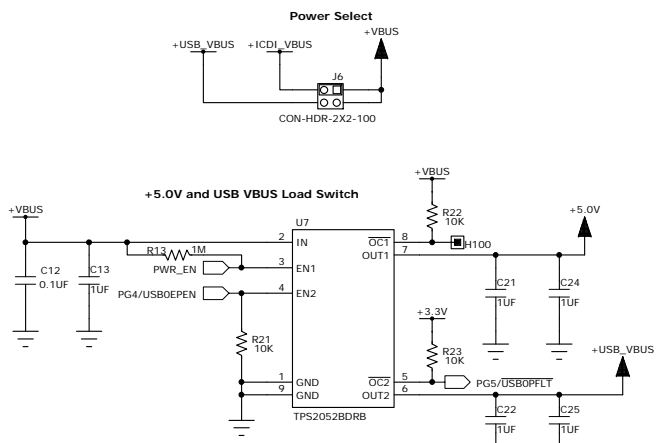 Power Select
+USB_VBUS
+ICDI_VBUS
+VBUS
J6
CON-HDR-2X2-100
+VBUS
+5.0V and USB VBUS Load Switch
+VBUS
U7
R22
10K
+5.0V
R13
1M
2
IN
OC1
8
H100
OUT1
7
C12
0.1UF
C13
1UF
PWR_EN
3
EN1
PG4/USB0EPEN
4
EN2
C21
1UF
C24
1UF
+3.3V
R21
10K
R23
10K
+USB_VBUS
1
GND
OC2
5
PG5/USB0PFLT
9
GND
OUT2
6
TPS2052BDRB
C22
1UF
C25
1UF